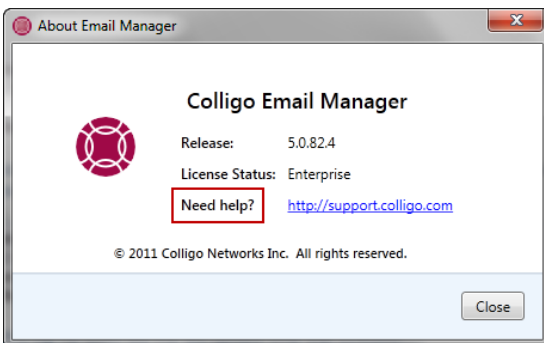 About Email Manager
Colligo Email Manager
Release: 5.0.82.4
License Status: Enterprise
Need help? http://support.colligo.com
© 2011 Colligo Networks Inc. All rights reserved.
Close